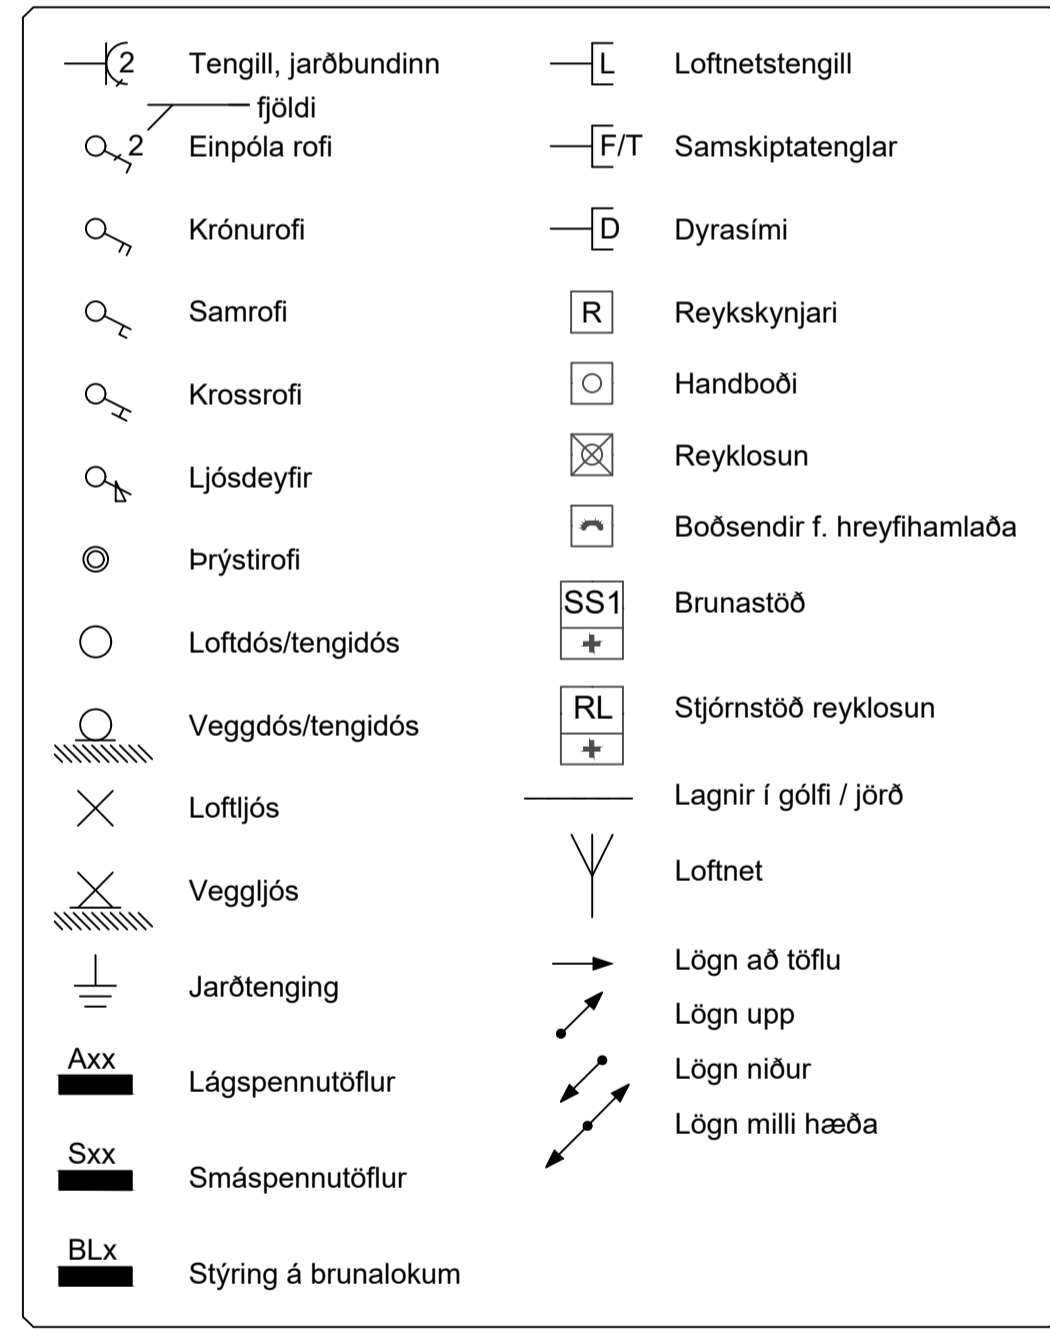 2 Tengill, jarðbundinn
fjöldi
2 Einpóla rofi
Krónurofi
Samrofi
Krossrofi
Ljósdeyfir
Þrýstirofi
Loftdós/tengidós
Veggdós/tengidós
Loftljós
Veggljós
Jarðtenging
Axx
Lágspennutöflur
Sxx
Smáspennutöflur
BLx
Stýring á brunalokum
L Loftnetstengill
F/T Samskiptatenglar
D Dyrasími
R Reykskynjari
Handboði
Reyklosun
Boðsendir f. hreyfihamlaða
SS1 Brunastöð
RL Stjórnstöð reyklosun
Lagnir í gólfi / jörð
Loftnet
Lögn að töflu
Lögn upp
Lögn niður
Lögn milli hæða